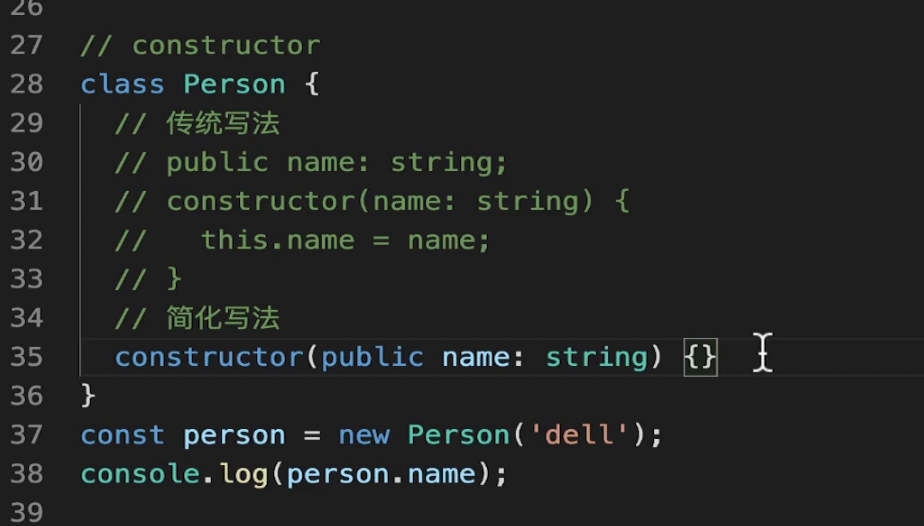 26
27 // constructor
28 class Person {
29   // 传统写法
30   // public name: string;
31   // constructor(name: string) {
32   //   this.name = name;
33   // }
34   // 简化写法
35   constructor(public name: string) {}
36 }
37 const person = new Person('dell');
38 console.log(person.name);
39